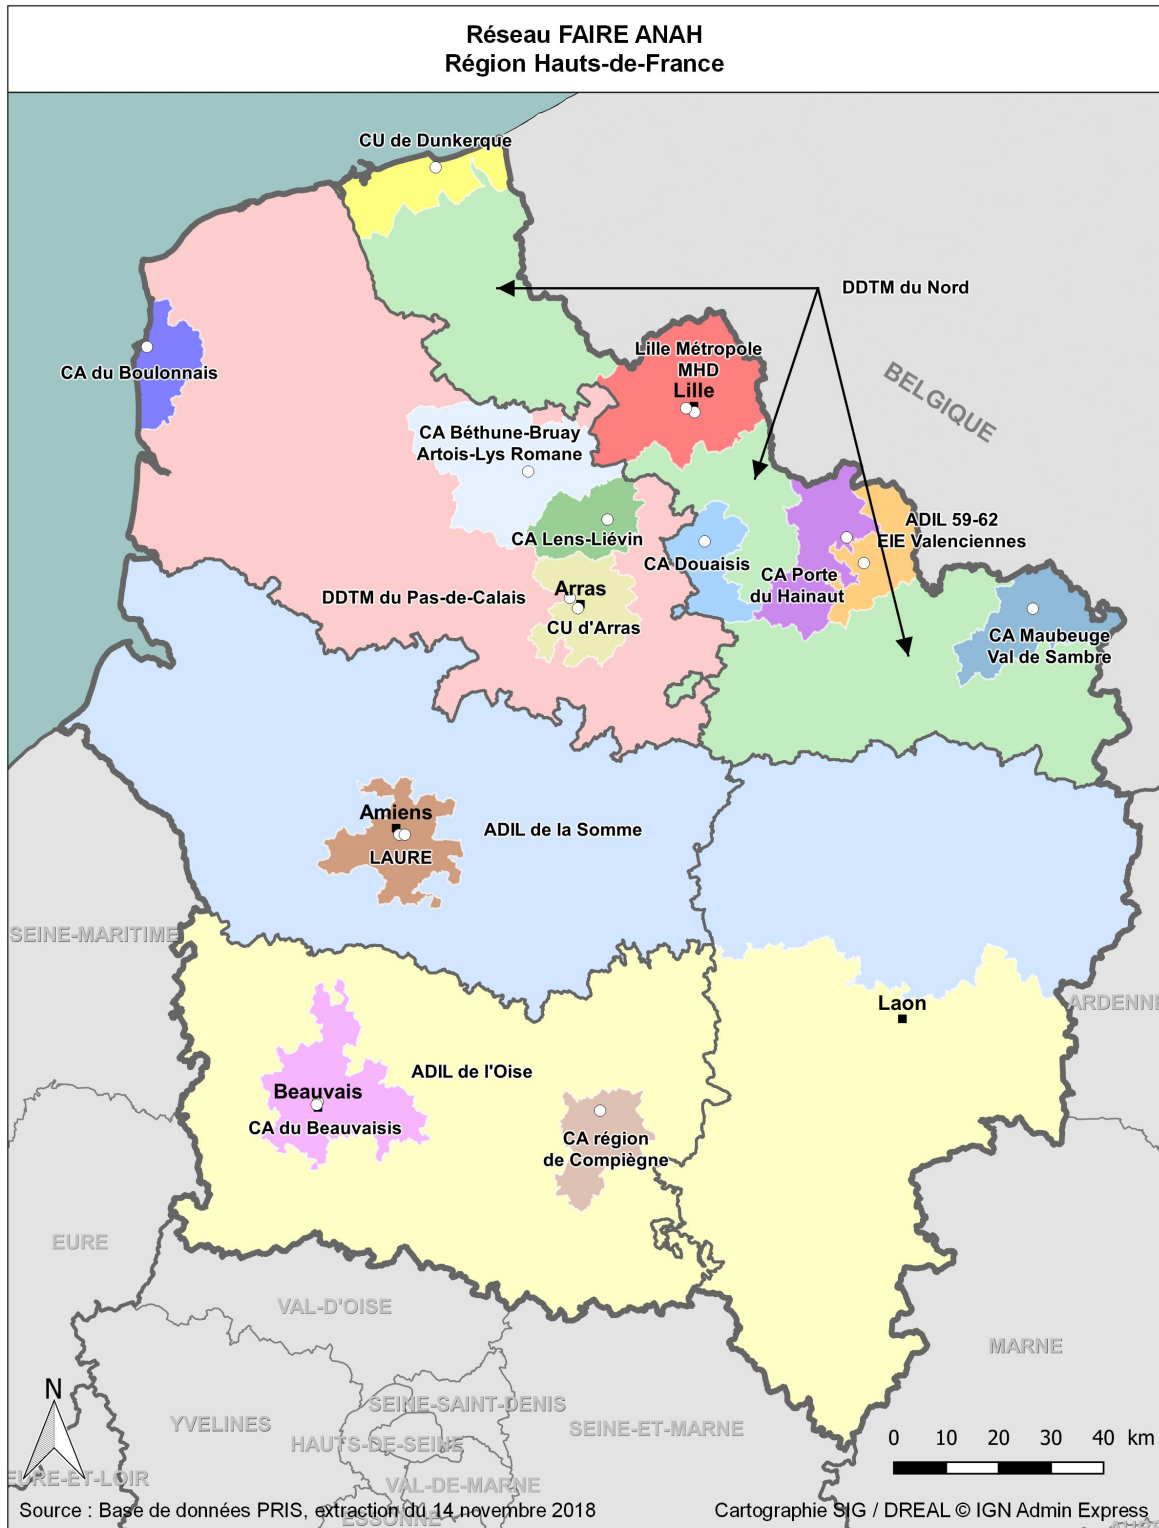 Réseau FAIRE ANAH
Région Hauts-de-France
CU de Dunkerque
DDTM du Nord
BELGIQUE
CA du Boulonnais
Lille Métropole
MHD
Lille
CA Béthune-Bruay
Artois-Lys Romane
CA Lens-Liévin
CA Douaisis
ADIL 59-62
EIE Valenciennes
CA Porte
du Hainaut
DDTM du Pas-de-Calais
Arras
CU d'Arras
CA Maubeuge
Val de Sambre
Amiens
LAURE
ADIL de la Somme
SEINE-MARITIME
Laon
ARDENNE
ADIL de l'Oise
Beauvais
CA du Beauvaisis
CA région
de Compiègne
EURE
VAL-D'OISE
MARNE
SEINE-SAINT-DENIS
YVELINES
HAUTS-DE-SEINE
SEINE-ET-MARNE
VAL-DE-MARNE
EURE-ET-LOIR
ESSONNE
N
0 10 20 30 40 km
Source : Base de données PRIS, extraction du 14 novembre 2018
Cartographie SIG / DREAL © IGN Admin Express